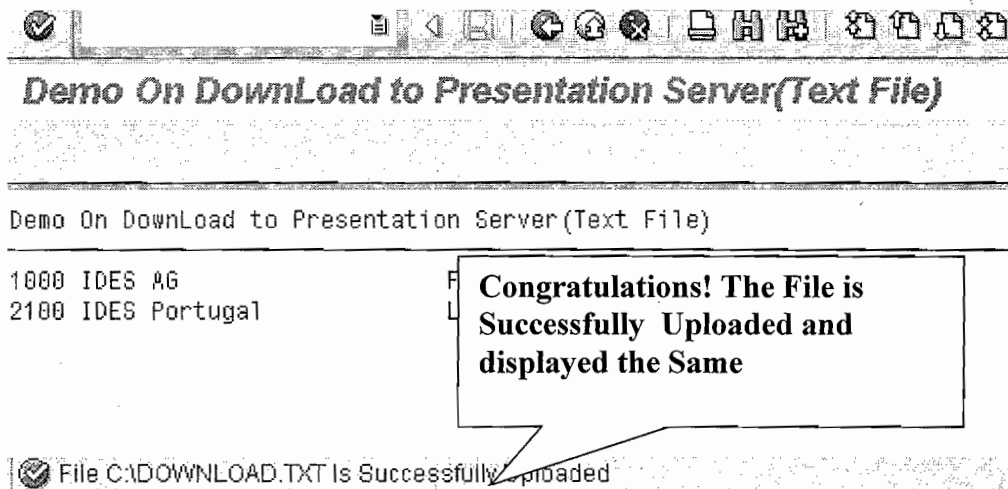 Demo On DownLoad to Presentation Server(Text File)
Demo On DownLoad to Presentation Server(Text File)
1000 IDES AG F
2100 IDES Portugal L
Congratulations! The File is
Successfully Uploaded and
displayed the Same
File C:\DOWNLOAD.TXT Is Successfully Uploaded